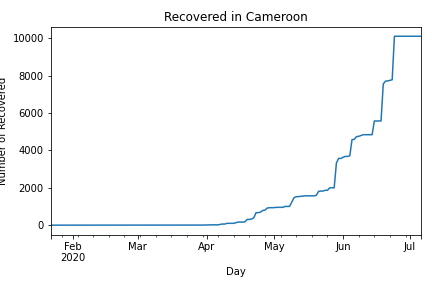 Recovered in Cameroon
Number of Recovered
10000
8000
6000
4000
2000
0
Feb
2020
Mar
Apr
May
Jun
Jul
Day